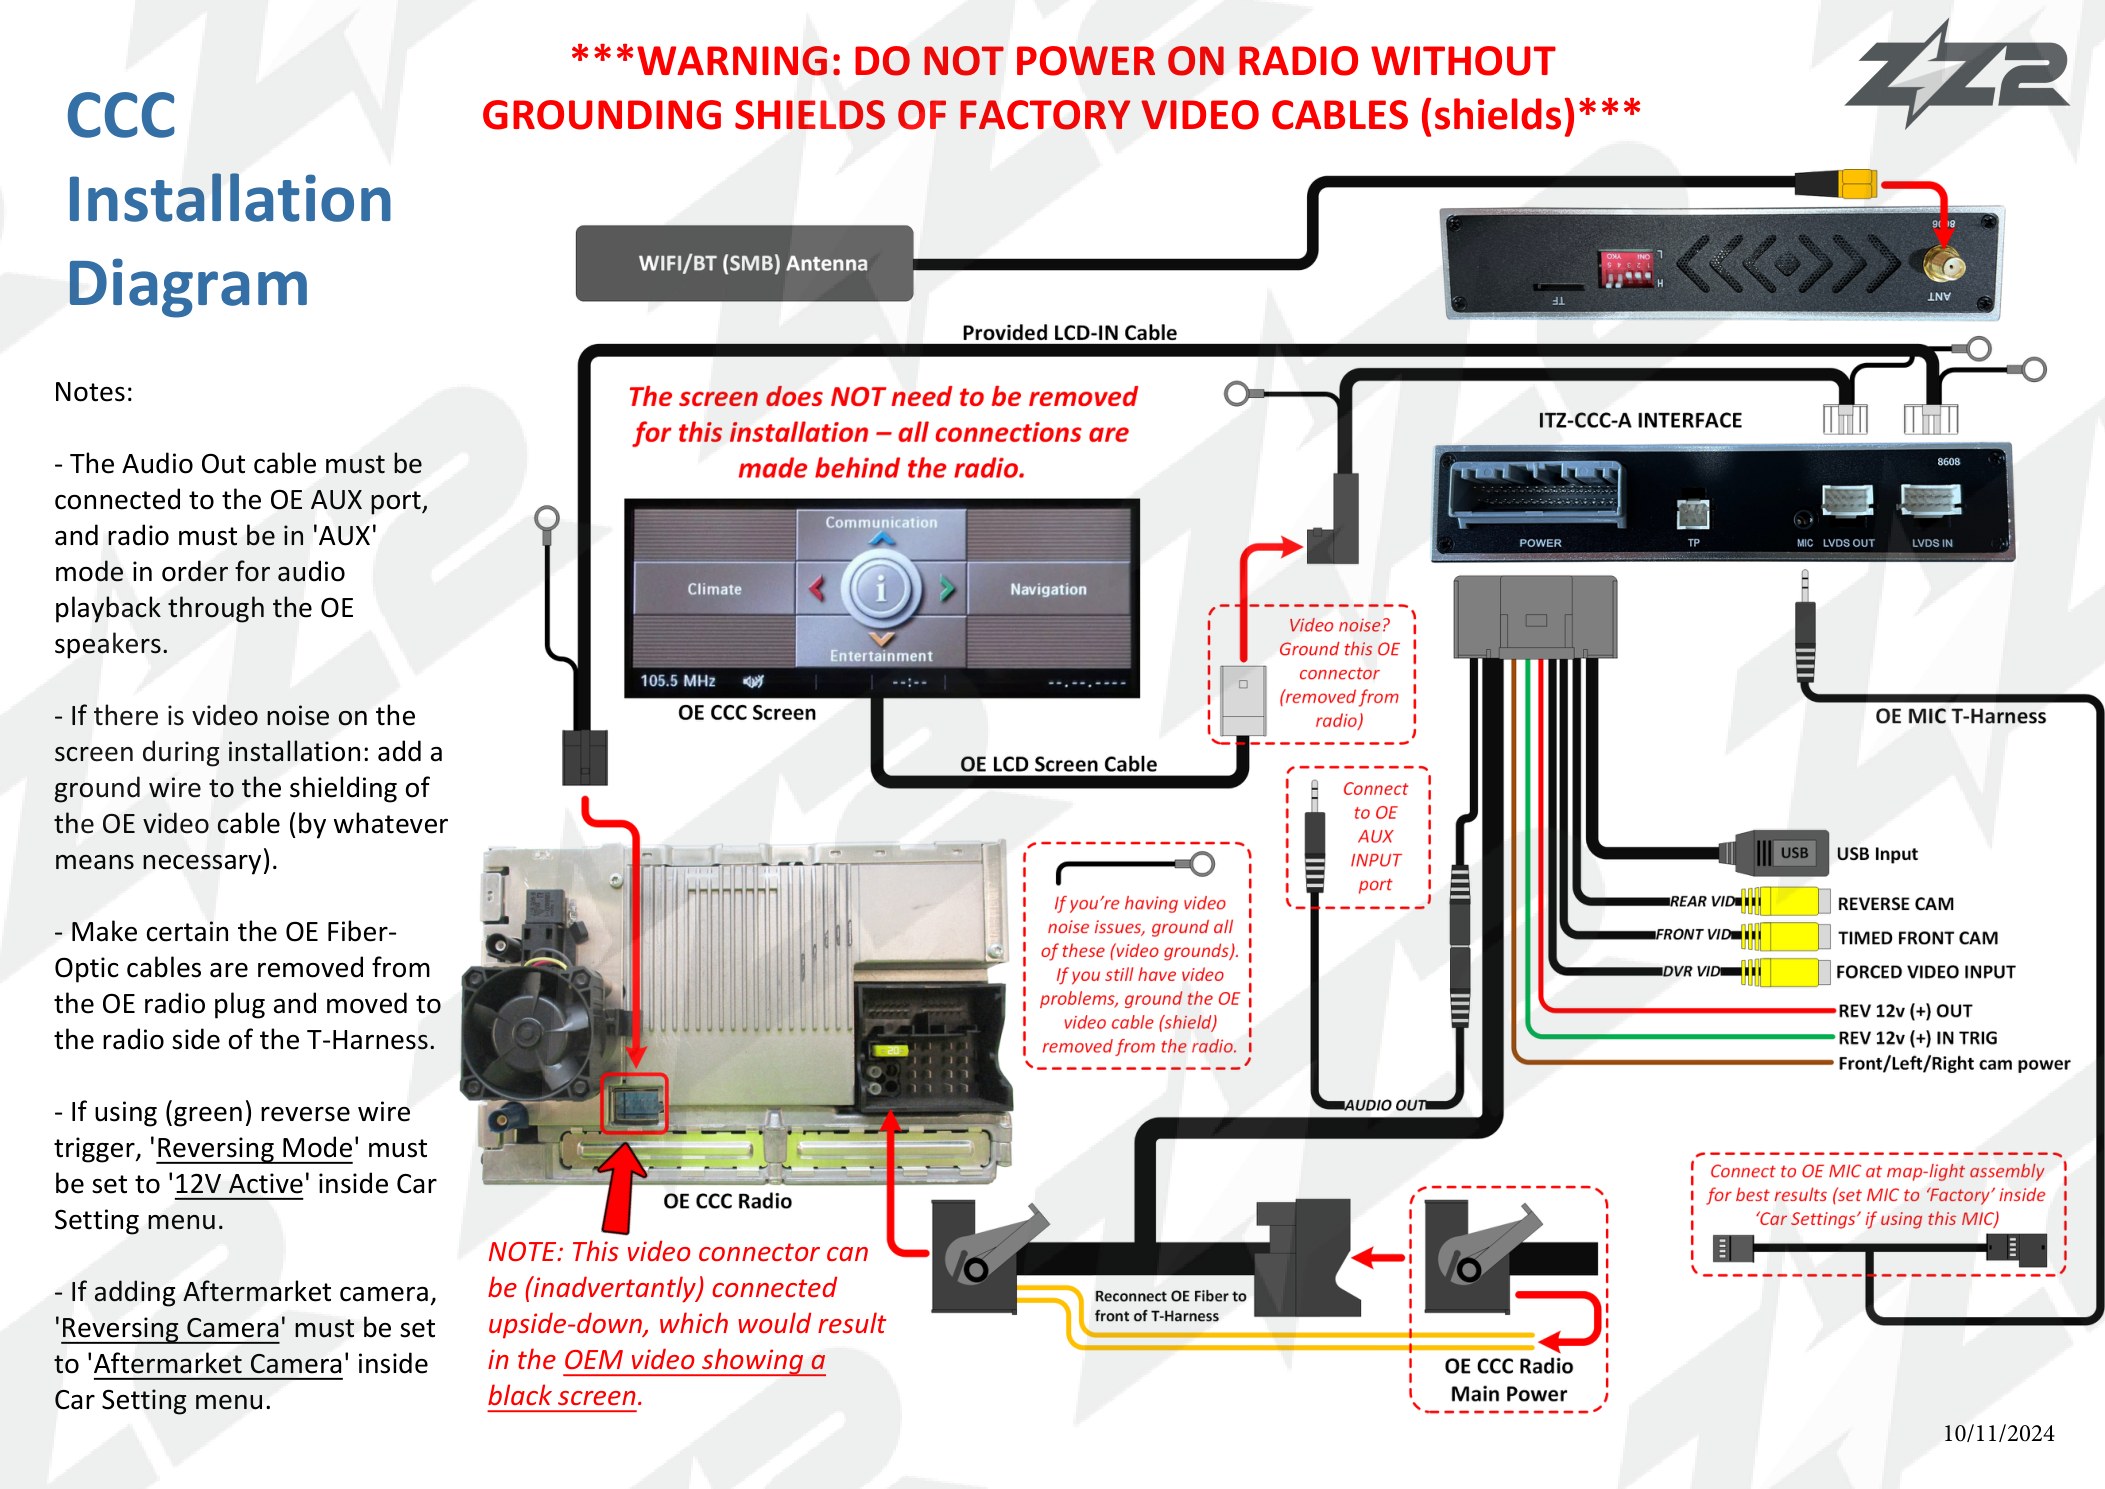 ***WARNING: DO NOT POWER ON RADIO WITHOUT
GROUNDING SHIELDS OF FACTORY VIDEO CABLES (shields)***
ZZ2
CCC
Installation
Diagram
Notes:
- The Audio Out cable must be
connected to the OE AUX port,
and radio must be in 'AUX'
mode in order for audio
playback through the OE
speakers.
- If there is video noise on the
screen during installation: add a
ground wire to the shielding of
the OE video cable (by whatever
means necessary).
- Make certain the OE Fiber-
Optic cables are removed from
the OE radio plug and moved to
the radio side of the T-Harness.
- If using (green) reverse wire
trigger, 'Reversing Mode' must
be set to '12V Active' inside Car
Setting menu.
- If adding Aftermarket camera,
'Reversing Camera' must be set
to 'Aftermarket Camera' inside
Car Setting menu.
WIFI/BT (SMB) Antenna
8606
TF
L
H
ANT
Provided LCD-IN Cable
The screen does NOT need to be removed
for this installation – all connections are
made behind the radio.
Communication
Climate
i
Navigation
Entertainment
105.5 MHz
--:--
--.--.----
OE CCC Screen
OE LCD Screen Cable
ITZ-CCC-A INTERFACE
8608
POWER
TP
MIC
LVDS OUT
LVDS IN
Video noise?
Ground this OE
connector
(removed from
radio)
OE MIC T-Harness
Connect
to OE
AUX
INPUT
port
If you’re having video
noise issues, ground all
of these (video grounds).
If you still have video
problems, ground the OE
video cable (shield)
removed from the radio.
USB
USB Input
REAR VID
REVERSE CAM
FRONT VID
TIMED FRONT CAM
DVR VID
FORCED VIDEO INPUT
REV 12v (+) OUT
REV 12v (+) IN TRIG
Front/Left/Right cam power
AUDIO OUT
20
OE CCC Radio
NOTE: This video connector can
be (inadvertantly) connected
upside-down, which would result
in the OEM video showing a
black screen.
Reconnect OE Fiber to
front of T-Harness
OE CCC Radio
Main Power
Connect to OE MIC at map-light assembly
for best results (set MIC to ‘Factory’ inside
‘Car Settings’ if using this MIC)
10/11/2024